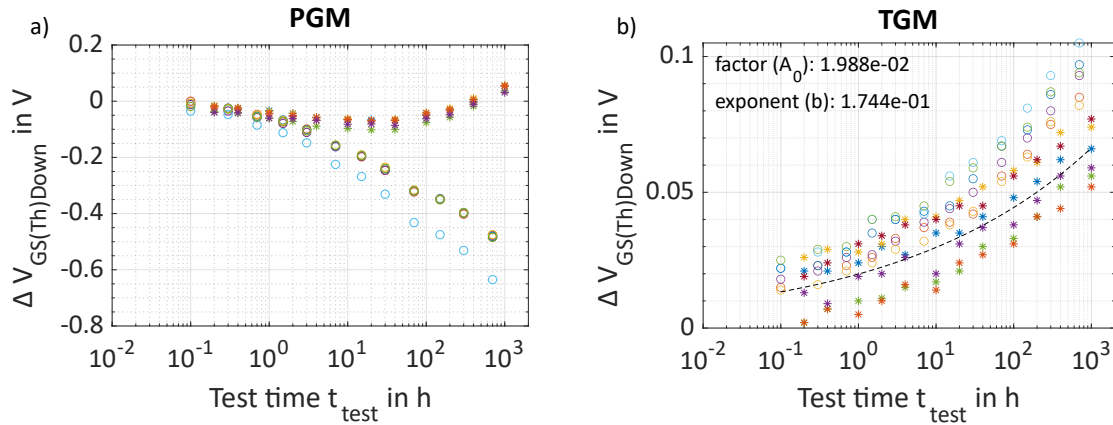 PGM
a)
Δ V_GS(Th)Down in V
0
-0.2
-0.4
-0.6
-0.8
10^-2
10^-1
10^0
10^1
10^2
10^3
Test time t_test in h
TGM
b)
factor (A_0): 1.988e-02
exponent (b): 1.744e-01
Δ V_GS(Th)Down in V
0.1
0.05
0
10^-2
10^-1
10^0
10^1
10^2
10^3
Test time t_test in h